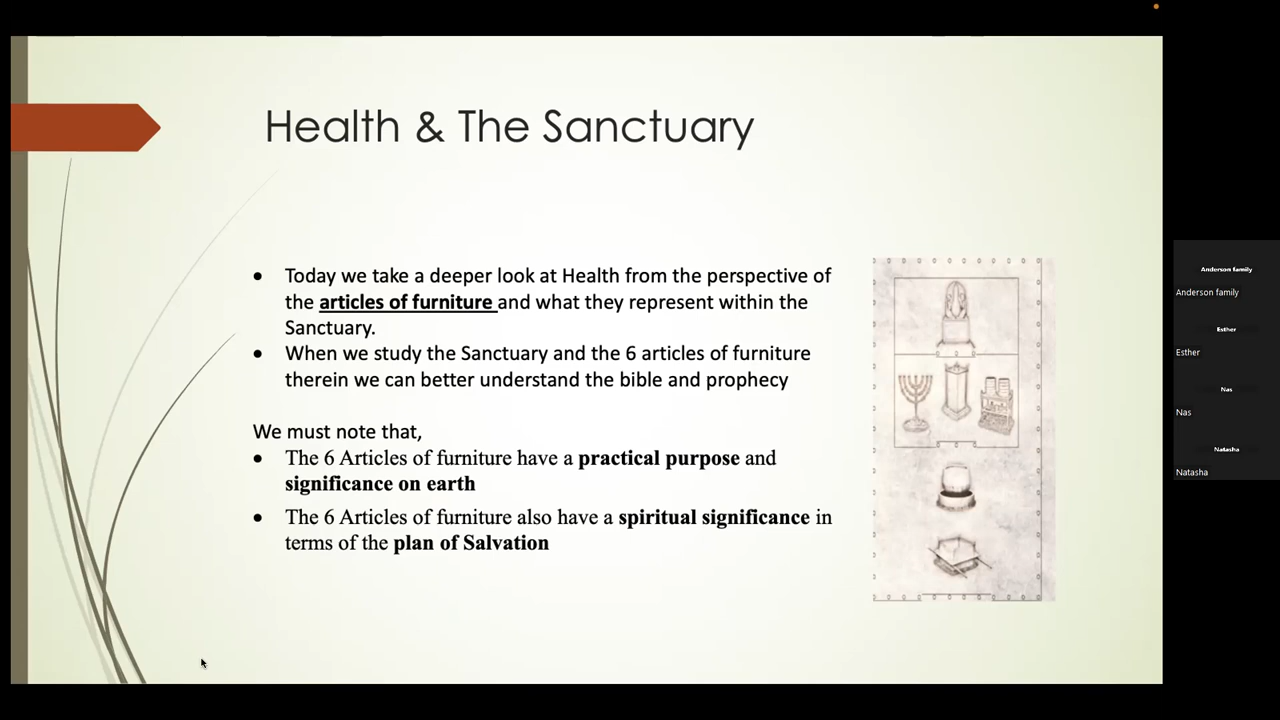 Health & The Sanctuary
• Today we take a deeper look at Health from the perspective of
the articles of furniture and what they represent within the
Sanctuary.
• When we study the Sanctuary and the 6 articles of furniture
therein we can better understand the bible and prophecy
We must note that,
• The 6 Articles of furniture have a practical purpose and
significance on earth
• The 6 Articles of furniture also have a spiritual significance in
terms of the plan of Salvation
Anderson family
Anderson family
Esther
Esther
Nas
Nas
Natasha
Natasha